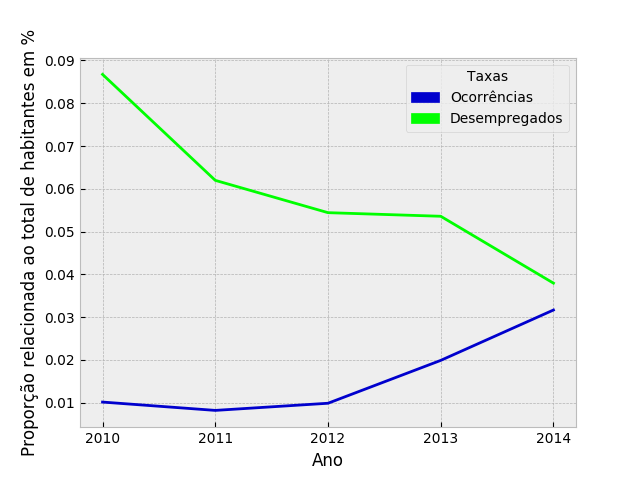 Proporção relacionada ao total de habitantes em %
0.09
0.08
0.07
0.06
0.05
0.04
0.03
0.02
0.01
Taxas
Ocorrências
Desempregados
2010 2011 2012 2013 2014
Ano